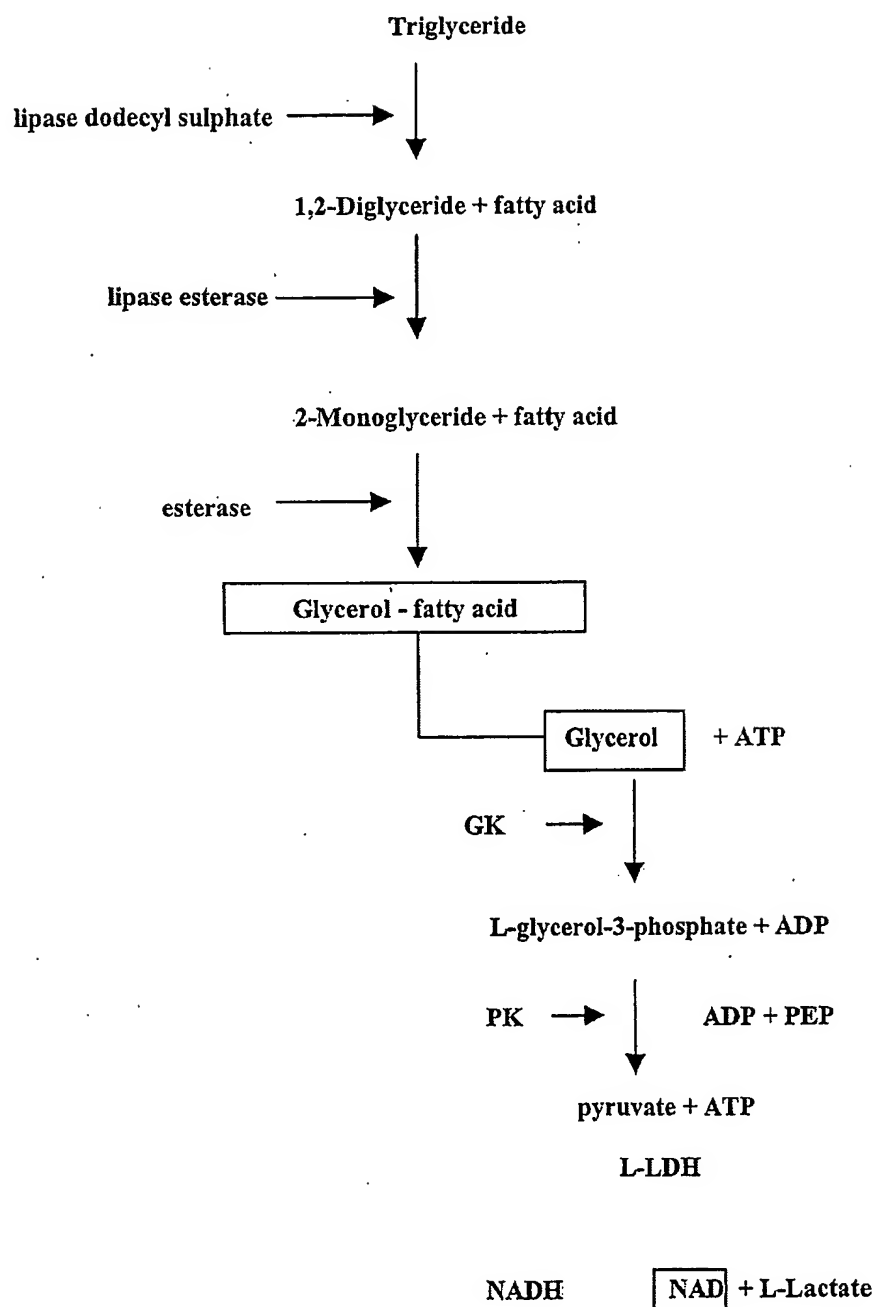 Triglyceride
lipase dodecyl sulphate
1,2-Diglyceride + fatty acid
lipase esterase
2-Monoglyceride + fatty acid
esterase
Glycerol - fatty acid
Glycerol + ATP
GK
L-glycerol-3-phosphate + ADP
PK ADP + PEP
pyruvate + ATP
L-LDH
NADH NAD + L-Lactate